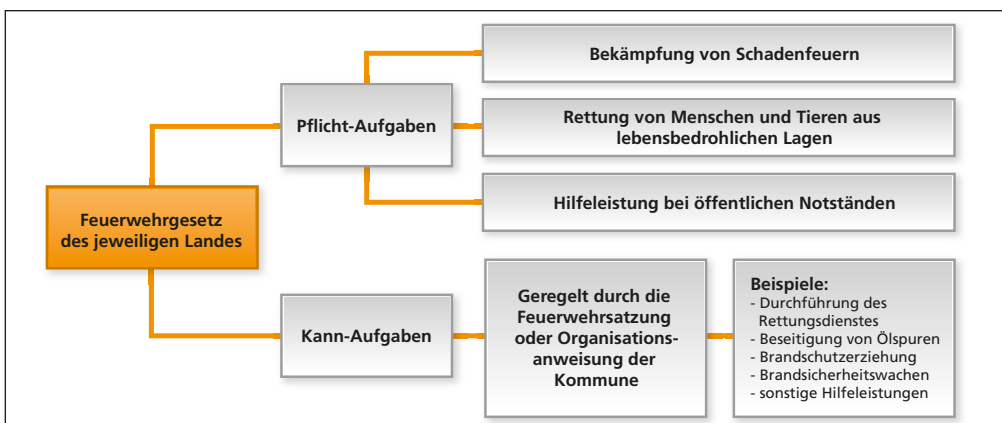 Feuerwehrgesetz
des jeweiligen Landes
Pflicht-Aufgaben
Bekämpfung von Schadenfeuern
Rettung von Menschen und Tieren aus
lebensbedrohlichen Lagen
Hilfeleistung bei öffentlichen Notständen
Kann-Aufgaben
Geregelt durch die
Feuerwehrsatzung
oder Organisations-
anweisung der
Kommune
Beispiele:
- Durchführung des
Rettungsdienstes
- Beseitigung von Ölspuren
- Brandschutzerziehung
- Brandsicherheitswachen
- sonstige Hilfeleistungen